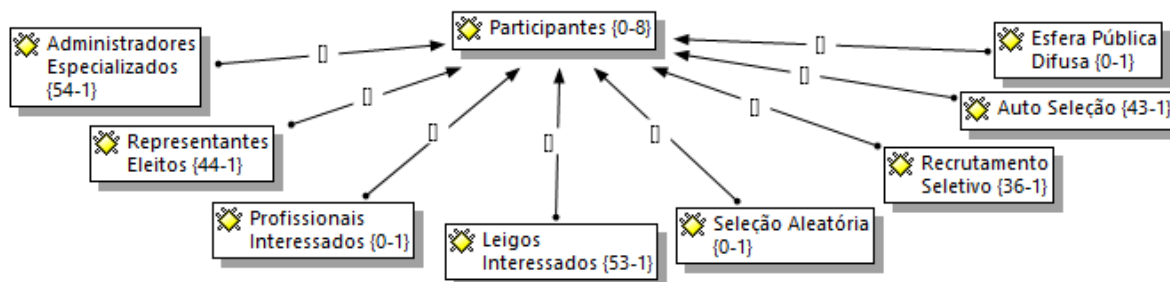 Participantes {0-8}
Administradores
Especializados
{54-1}
[]
Representantes
Eleitos {44-1}
[]
Profissionais
Interessados {0-1}
[]
Leigos
Interessados {53-1}
[]
Seleção Aleatória
{0-1}
[]
Recrutamento
Seletivo {36-1}
[]
Auto Seleção {43-1}
[]
Esfera Pública
Difusa {0-1}
[]